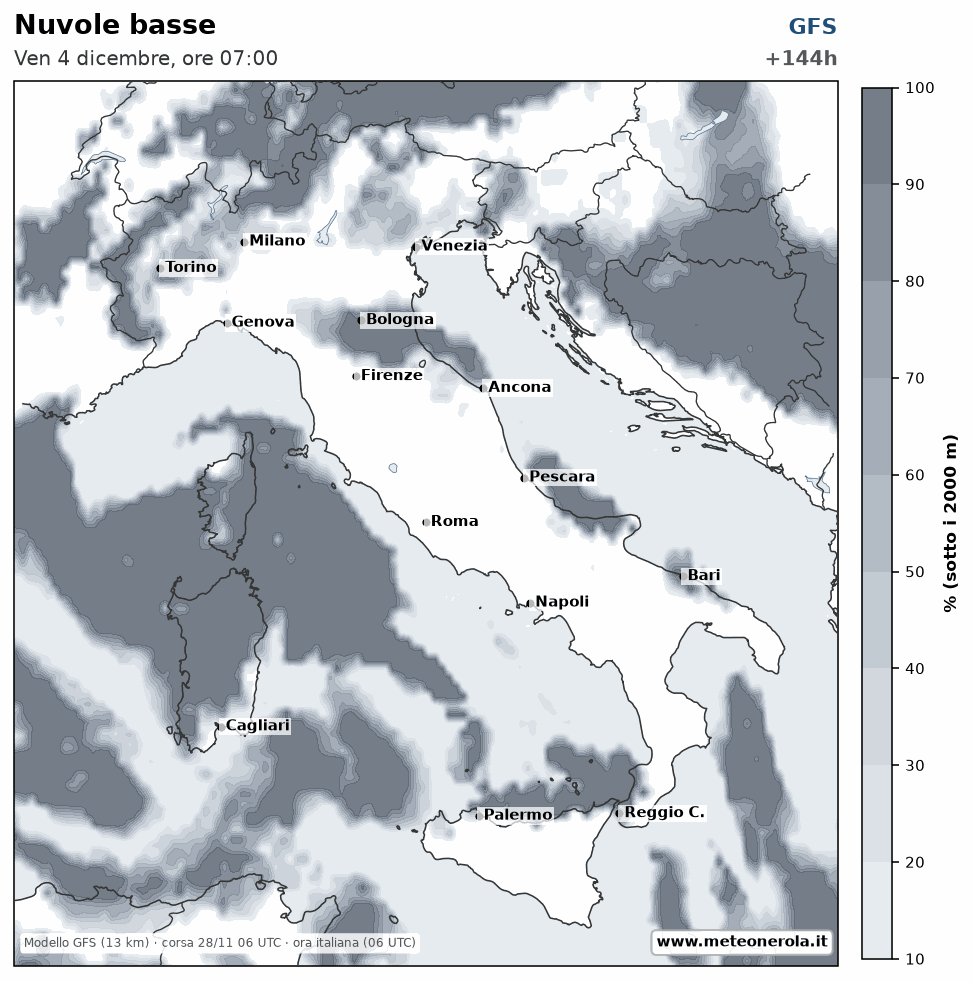 Nuvole basse
GFS
Ven 4 dicembre, ore 07:00
+144h
100
90
80
70
60
50
40
30
20
10
% (sotto i 2000 m)
Milano
Venezia
Torino
Genova
Bologna
Firenze
Ancona
Pescara
Roma
Bari
Napoli
Cagliari
Palermo
Reggio C.
Modello GFS (13 km) · corsa 28/11 06 UTC · ora italiana (06 UTC)
www.meteonerola.it